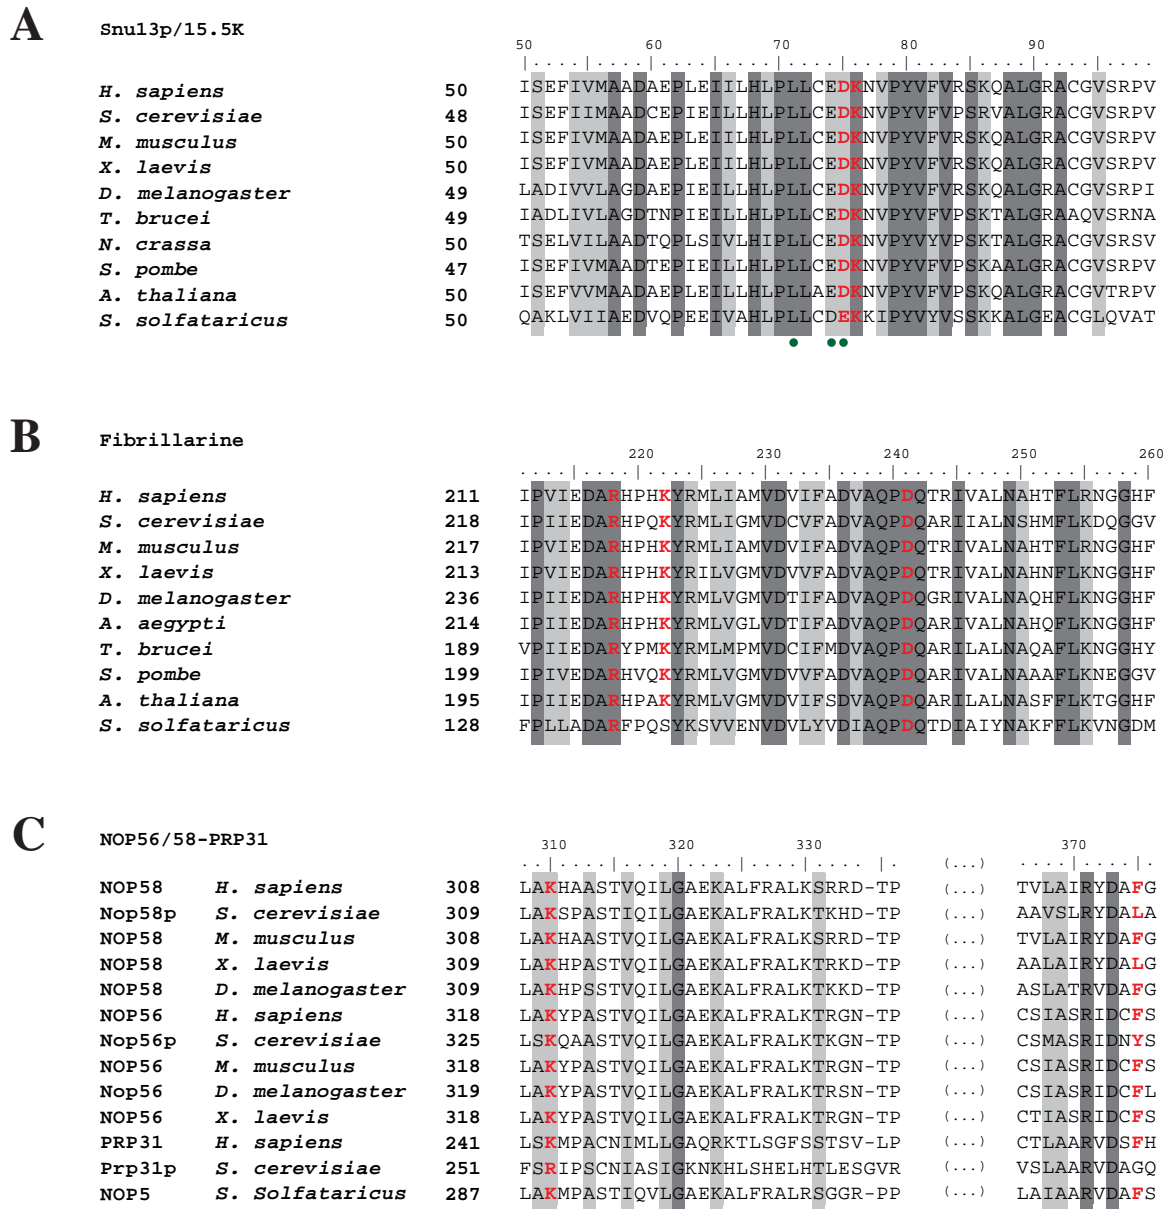 A Snu13p/15.5K
50 60 70 80 90
H. sapiens 50 ISEFIVMAADAEPLEIILHLPLLCEDKNVPYVFVRSKQALGRACGVSRPV
S. cerevisiae 48 ISEFIIMAADCEPIEILLHLPLLCEDKNVPYVFVPSRVALGRACGVSRPV
M. musculus 50 ISEFIVMAADAEPLEIILHLPLLCEDKNVPYVFVRSKQALGRACGVSRPV
X. laevis 50 ISEFIVMAADAEPLEIILHLPLLCEDKNVPYVFVRSKQALGRACGVSRPV
D. melanogaster 49 LADIVVLAGDAEPIEILLHLPLLCEDKNVPYVFVRSKQALGRACGVSRPI
T. brucei 49 IADLIVLAGDTNPIEILLHLPLLCEDKNVPYVFVPSKTALGRAAQVSRNA
N. crassa 50 TSELVILAADTQPLSIVLHIPLLCEDKNVPYVYVPSKTALGRACGVSRSV
S. pombe 47 ISEFIVMAADTEPIEILLHLPLLCEDKNVPYVFVPSKAALGRACGVSRPV
A. thaliana 50 ISEFVVMAADAEPLEILLHLPLLAEDKNVPYVFVPSKQALGRACGVTRPV
S. solfataricus 50 QAKLVIIAEDVQPEEIVAHLPLLCDEKKIPYVYVSSKKALGEACGLQVAT
B Fibrillarine
220 230 240 250 260
H. sapiens 211 IPVIEDARHPHKYRMLIAMVDVIFADVAQPDQTRIVALNAHTFLRNGGHF
S. cerevisiae 218 IPIIEDARHPQKYRMLIGMVDCVFADVAQPDQARIIALNSHMFLKDQGGV
M. musculus 217 IPVIEDARHPHKYRMLIAMVDVIFADVAQPDQTRIVALNAHTFLRNGGHF
X. laevis 213 IPVIEDARHPHKYRILVGMVDVVFADVAQPDQTRIVALNAHNFLKNGGHF
D. melanogaster 236 IPIIEDARHPHKYRMLVGMVDTIFADVAQPDQGRIVALNAQHFLKNGGHF
A. aegypti 214 IPIIEDARHPHKYRMLVGLVDTIFADVAQPDQARIVALNAHQFLKNGGHF
T. brucei 189 VPIIEDARYPMKYRMLMPMVDCIFMDVAQPDQARILALNAQAFLKNGGHY
S. pombe 199 IPIVEDARHVQKYRMLVGMVDVVFADVAQPDQARIVALNAAAFLKNEGGV
A. thaliana 195 IPIIEDARHPAKYRMLVGMVDVIFSDVAQPDQARILALNASFFLKTGGHF
S. solfataricus 128 FPLLADARFPQSYKSVVENVDVLYVDIAQPDQTDIAIYNAKFFLKVNGDM
C NOP56/58-PRP31
310 320 330 (...) 370
NOP58 H. sapiens 308 LAKHAASTVQILGAEKALFRALKSRRD-TP (...) TVLAIRYDAFG
Nop58p S. cerevisiae 309 LAKSPASTIQILGAEKALFRALKTKHD-TP (...) AAVSLRYDALA
NOP58 M. musculus 308 LAKHAASTVQILGAEKALFRALKSRRD-TP (...) TVLAIRYDAFG
NOP58 X. laevis 309 LAKHPASTVQILGAEKALFRALKTRKD-TP (...) AALAIRYDALG
NOP58 D. melanogaster 309 LAKHPSSTVQILGAEKALFRALKTKKD-TP (...) ASLATRVDAFG
NOP56 H. sapiens 318 LAKYPASTVQILGAEKALFRALKTRGN-TP (...) CSIASRIDCFS
Nop56p S. cerevisiae 325 LSKQAASTVQILGAEKALFRALKTKGN-TP (...) CSMASRIDNYS
NOP56 M. musculus 318 LAKYPASTVQILGAEKALFRALKTRGN-TP (...) CSIASRIDCFS
Nop56 D. melanogaster 319 LAKYPASTVQILGAEKALFRALKTRSN-TP (...) CSIASRIDCFL
NOP56 X. laevis 318 LAKYPASTVQILGAEKALFRALKTRGN-TP (...) CTIASRIDCFS
PRP31 H. sapiens 241 LSKMPACNIMLLGAQRKTLSGFSSTSV-LP (...) CTLAARVDSFH
Prp31p S. cerevisiae 251 FSRIPSCNIASIGKNKHLSHELHTLESGVR (...) VSLAARVDAGQ
NOP5 S. Solfataricus 287 LAKMPASTIQVLGAEKALFRALRSGGR-PP (...) LAIAARVDAFS